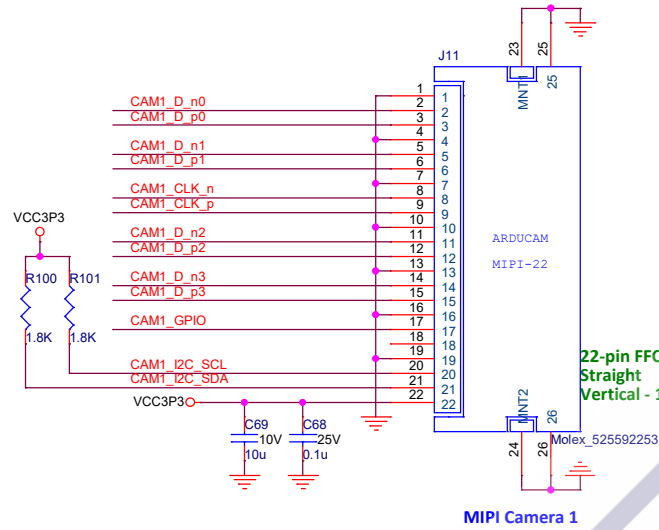 23
25
J11
MNT1
25
1
1
CAM1_D_n0
2
2
CAM1_D_p0
3
3
4
4
CAM1_D_n1
5
5
CAM1_D_p1
6
6
7
7
CAM1_CLK_n
8
8
CAM1_CLK_p
9
9
10
10
VCC3P3
CAM1_D_n2
11
11
ARDUCAM
CAM1_D_p2
12
12
MIPI-22
13
13
R100
R101
CAM1_D_n3
14
14
CAM1_D_p3
15
15
16
16
CAM1_GPIO
17
17
1.8K
1.8K
18
18
19
19
CAM1_I2C_SCL
20
20
CAM1_I2C_SDA
21
21
VCC3P3
22
22
22-pin FFC
Straight
Vertical - 1
C69
10V
10u
C68
25V
0.1u
MNT2
26
24
26
Molex_525592253
MIPI Camera 1